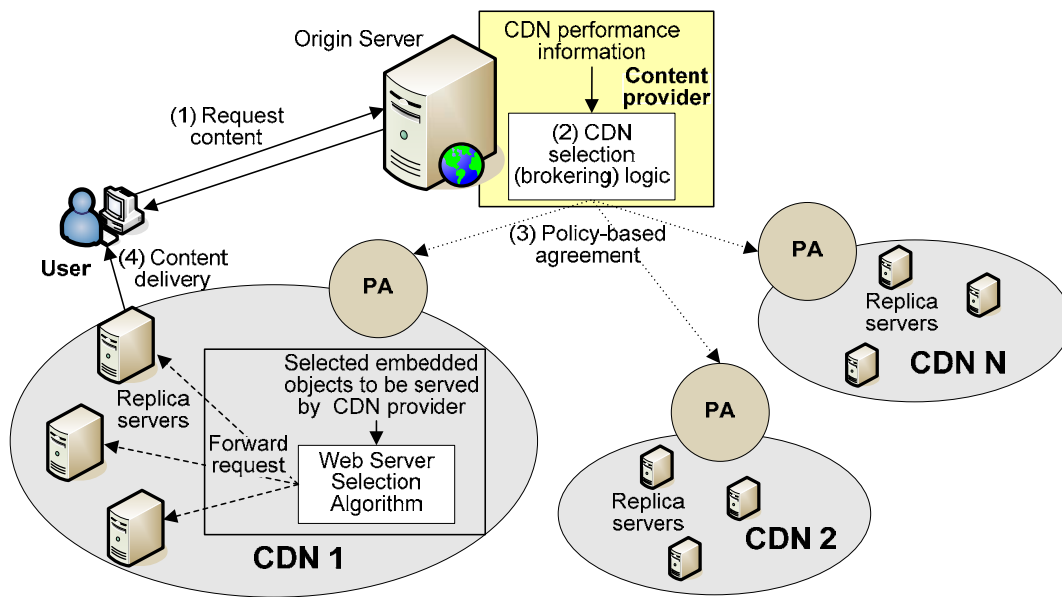 Origin Server
CDN performance
information
Content
provider
(1) Request
content
(2) CDN
selection
(brokering) logic
User
(3) Policy-based
agreement
(4) Content
delivery
PA
PA
Replica
servers
CDN N
Selected embedded
objects to be served
by CDN provider
Replica
servers
Forward
request
Web Server
Selection
Algorithm
CDN 1
PA
Replica
servers
CDN 2